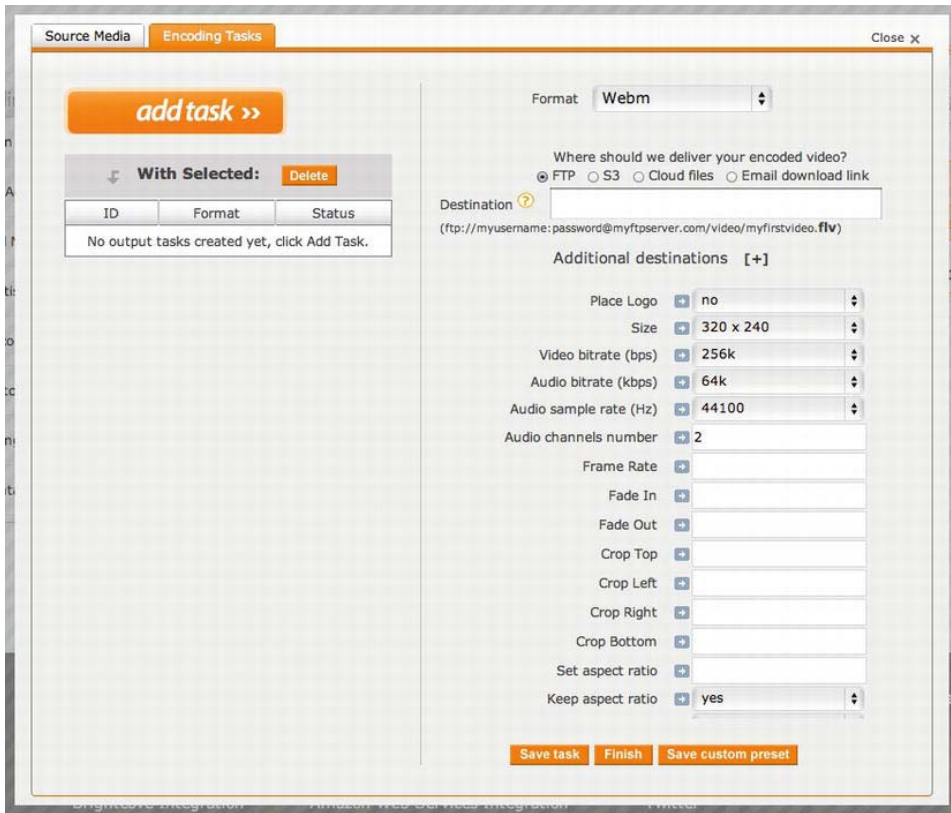 Source Media
Encoding Tasks
Close x
add task >>
With Selected: Delete
ID Format Status
No output tasks created yet, click Add Task.
Format Webm
Where should we deliver your encoded video?
FTP S3 Cloud files Email download link
Destination ?
(ftp://myusername:password@myftpserver.com/video/myfirstvideo.flv)
Additional destinations [+]
Place Logo no
Size 320 x 240
Video bitrate (bps) 256k
Audio bitrate (kbps) 64k
Audio sample rate (Hz) 44100
Audio channels number 2
Frame Rate
Fade In
Fade Out
Crop Top
Crop Left
Crop Right
Crop Bottom
Set aspect ratio
Keep aspect ratio yes
Save task Finish Save custom preset
Brightcove Integration Amazon Web Services Integration Twitter